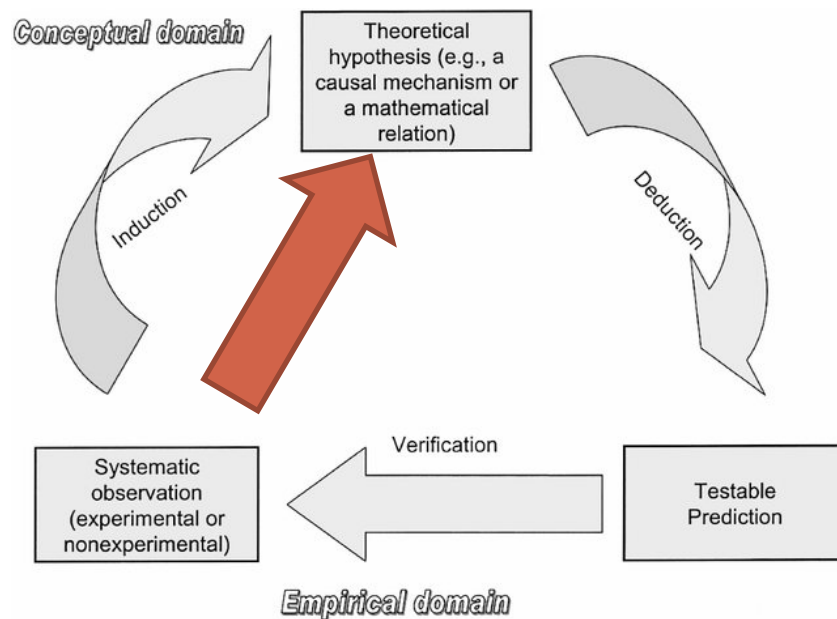 Conceptual domain
Theoretical
hypothesis (e.g., a
causal mechanism or
a mathematical
relation)
Induction
Deduction
Verification
Systematic
observation
(experimental or
nonexperimental)
Testable
Prediction
Empirical domain